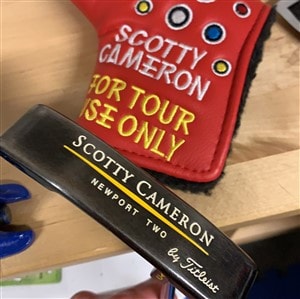 SCOTTY
CAMERON
FOR TOUR
USE ONLY
SCOTTY CAMERON
NEWPORT TWO
by Titleist